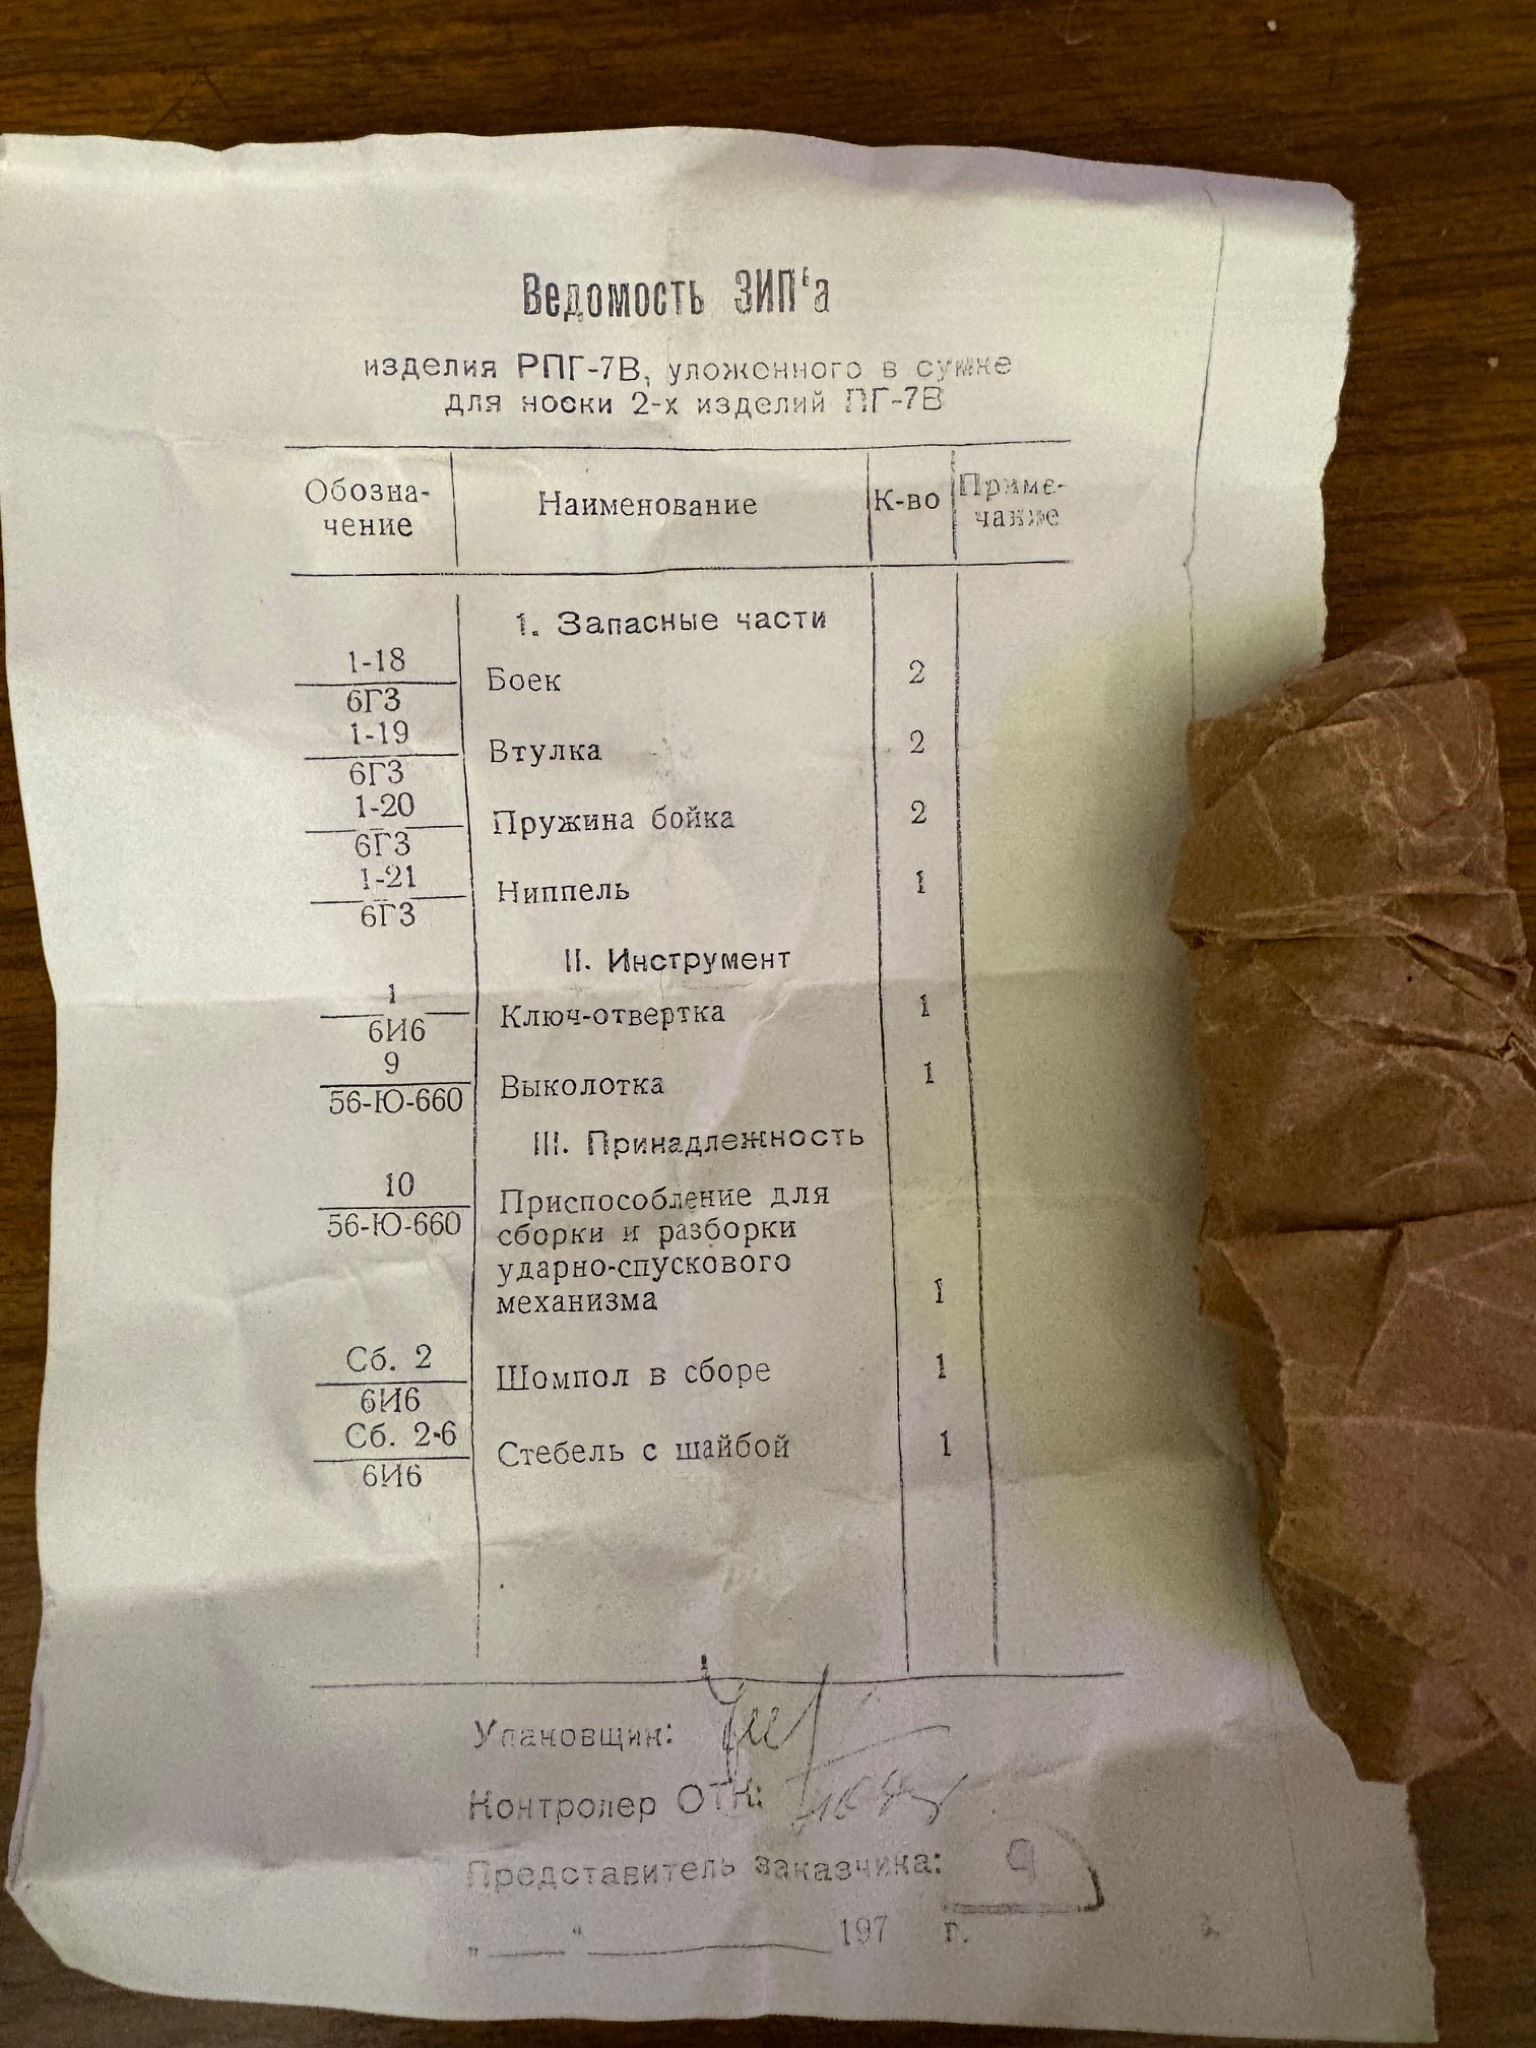 Ведомость ЗИП‘а
изделия РПГ-7В, уложенного в сумке
для носки 2-х изделий ПГ-7В
Обозна-
чение
Наименование
К-во
Приме-
чание
1. Запасные части
1-18
6Г3
Боек
2
1-19
6Г3
Втулка
2
1-20
6Г3
Пружина бойка
2
1-21
6Г3
Ниппель
1
II. Инструмент
1
6И6
Ключ-отвертка
1
9
56-Ю-660
Выколотка
1
III. Принадлежность
10
56-Ю-660
Приспособление для
сборки и разборки
ударно-спускового
механизма
1
Сб. 2
6И6
Шомпол в сборе
1
Сб. 2-6
6И6
Стебель с шайбой
1
Упаковщик:
Контролер ОТК:
Представитель заказчика:
„ “ 197 г.